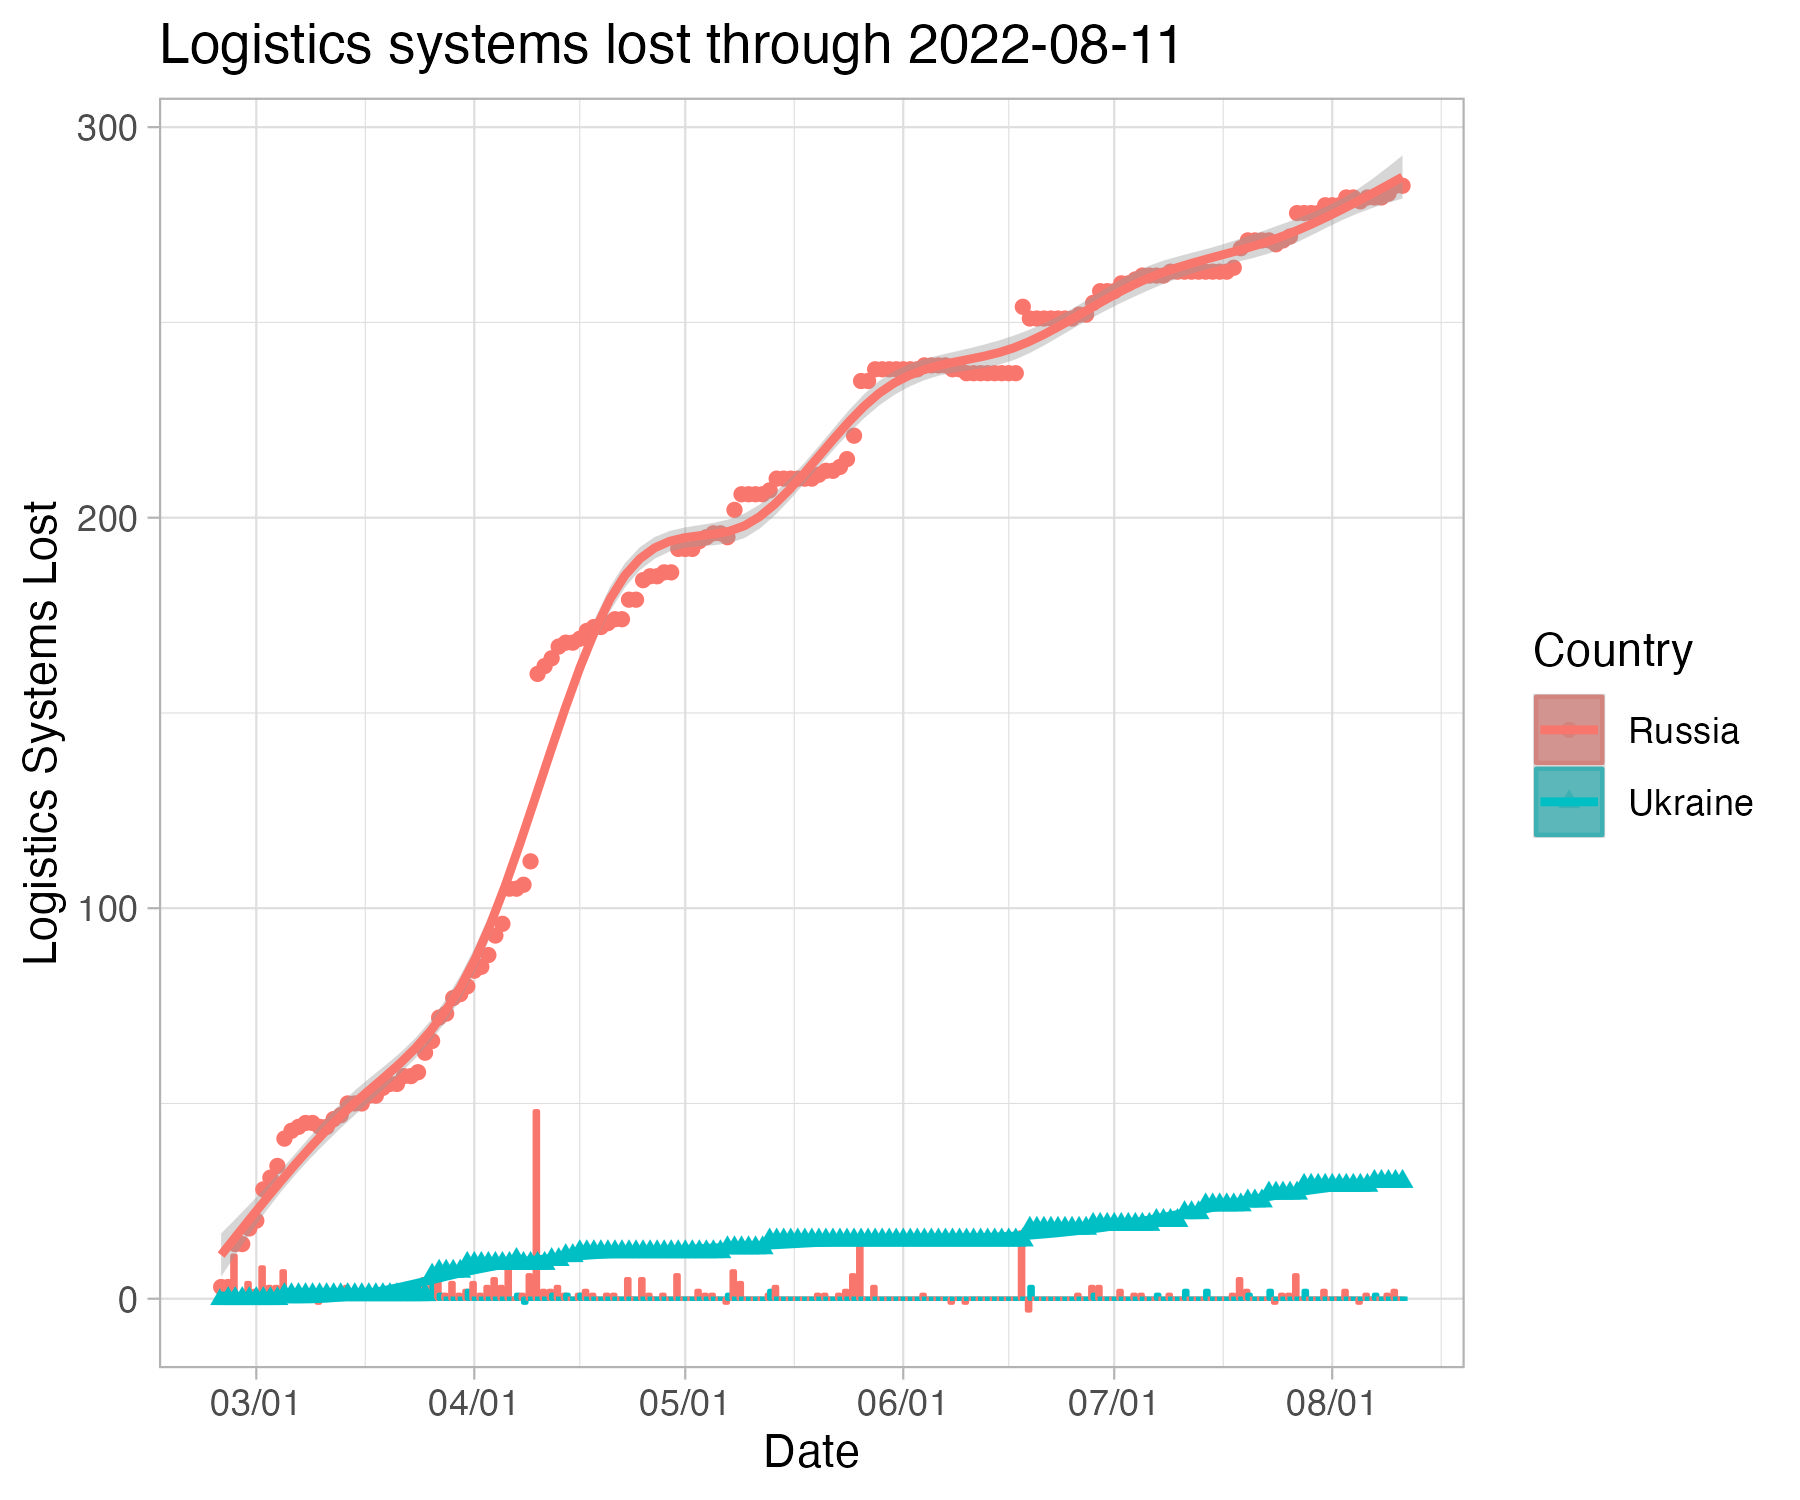 Logistics systems lost through 2022-08-11
Logistics Systems Lost
300
200
100
0
03/01
04/01
05/01
06/01
07/01
08/01
Date
Country
Russia
Ukraine